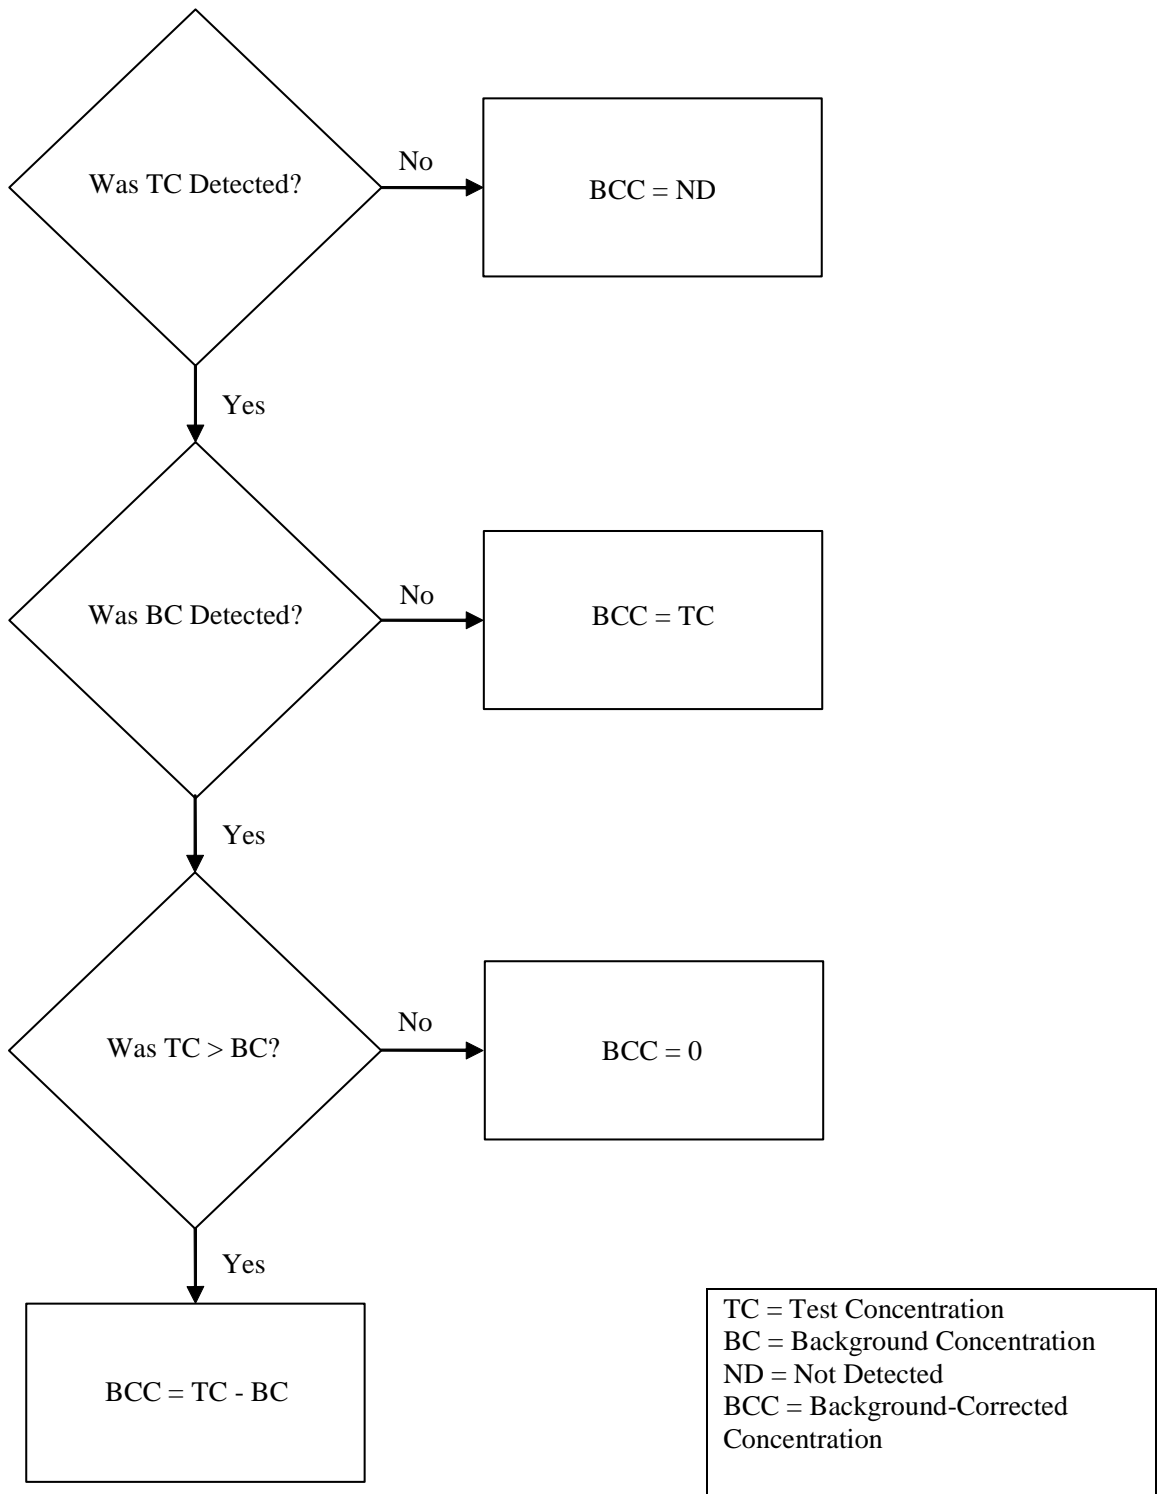 Was TC Detected?
No
BCC = ND
Yes
Was BC Detected?
No
BCC = TC
Yes
Was TC > BC?
No
BCC = 0
Yes
BCC = TC - BC
TC = Test Concentration
BC = Background Concentration
ND = Not Detected
BCC = Background-Corrected
Concentration